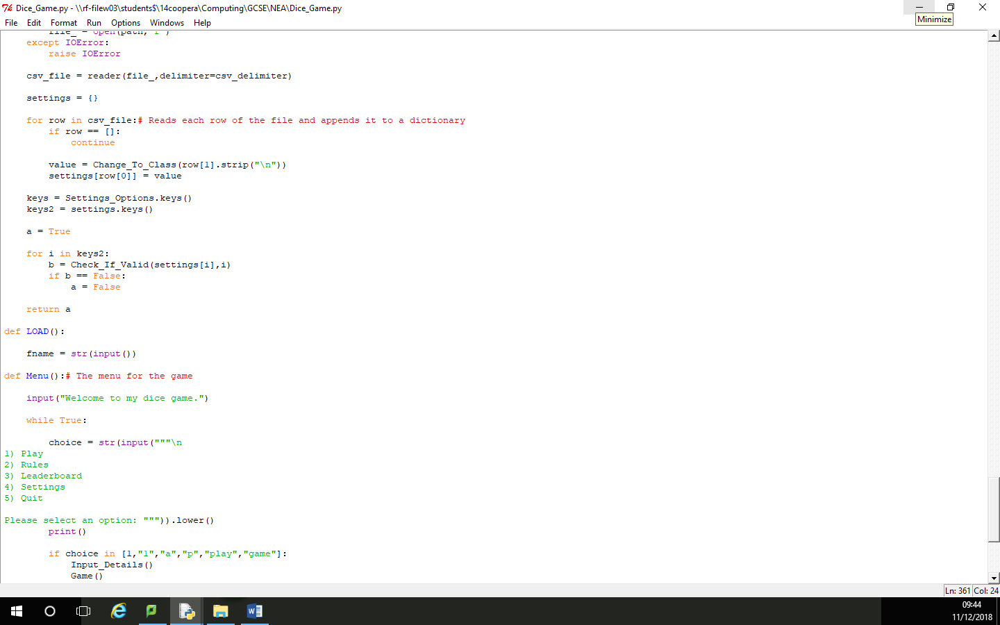 Dice_Game.py - \\rf-filew03\students$\14coopera\Computing\GCSE\NEA\Dice_Game.py
Minimize
File Edit Format Run Options Windows Help
    except IOError:
        raise IOError
    csv_file = reader(file_,delimiter=csv_delimiter)
    settings = {}
    for row in csv_file:# Reads each row of the file and appends it to a dictionary
        if row == []:
            continue
        value = Change_To_Class(row[1].strip("\n"))
        settings[row[0]] = value
    keys = Settings_Options.keys()
    keys2 = settings.keys()
    a = True
    for i in keys2:
        b = Check_If_Valid(settings[i],i)
        if b == False:
            a = False
    return a
def LOAD():
    fname = str(input())
def Menu():# The menu for the game
    input("Welcome to my dice game.")
    while True:
        choice = str(input("""\n
1) Play
2) Rules
3) Leaderboard
4) Settings
5) Quit
Please select an option: """)).lower()
        print()
        if choice in [1,"1","a","p","play","game"]:
            Input_Details()
            Game()
Ln: 361 Col: 24
09:44
11/12/2018